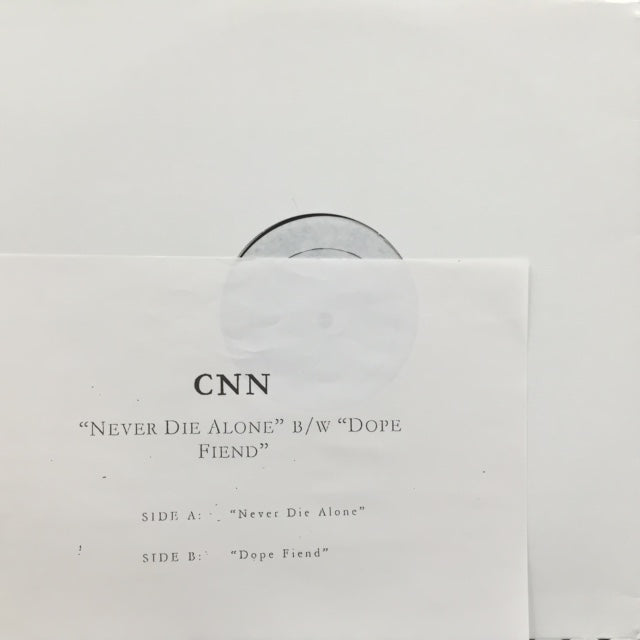 CNN
“NEVER DIE ALONE” B/W “DOPE
FIEND”
SIDE A: “Never Die Alone”
SIDE B: “Dope Fiend”